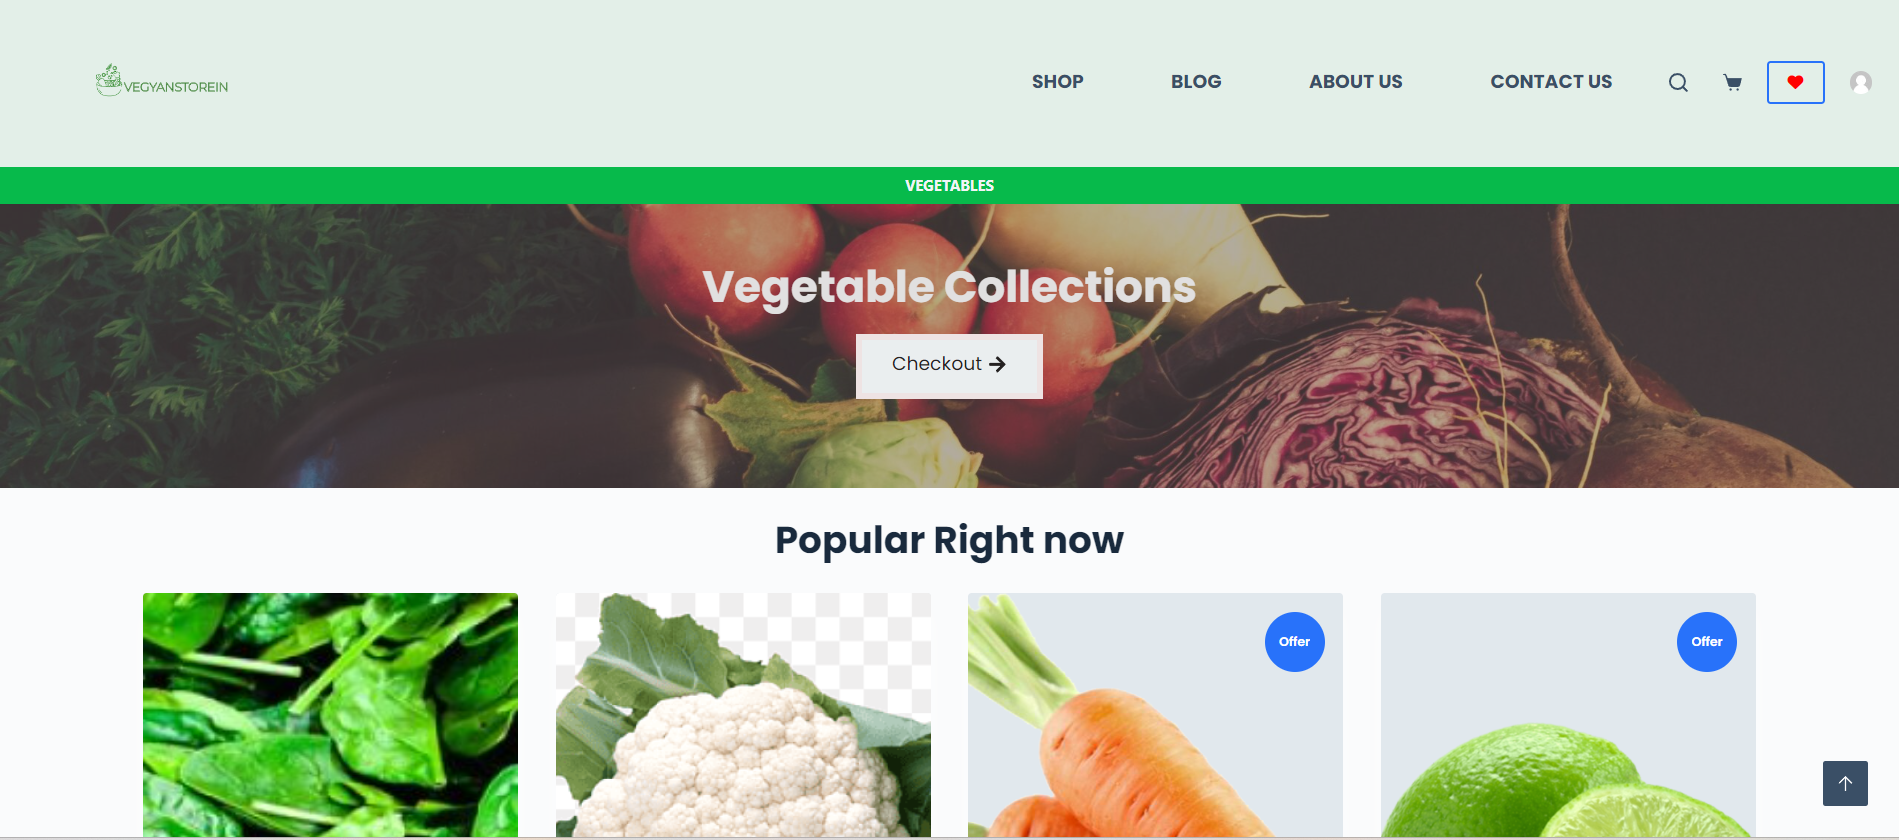 VEGYANSTOREIN
SHOP BLOG ABOUT US CONTACT US
VEGETABLES
Vegetable Collections
Checkout
Popular Right now
Offer Offer